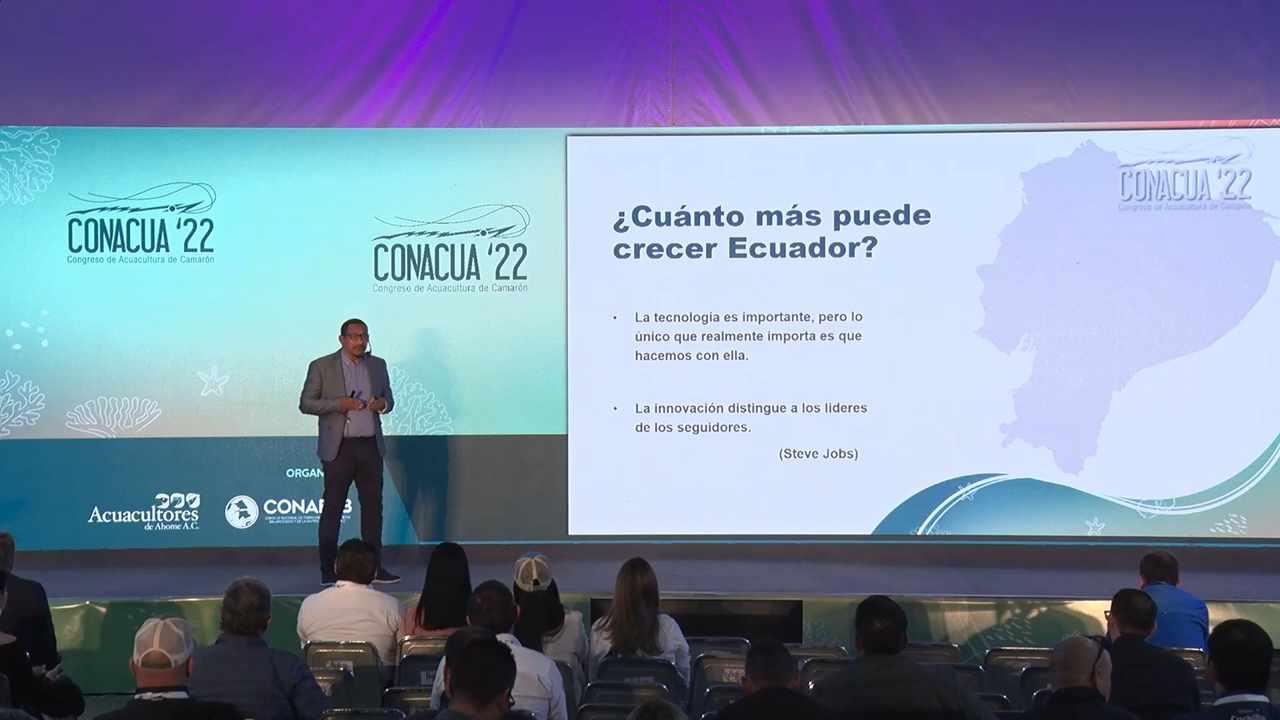 CONACUA '22
Congreso de Acuacultura de Camarón
CONACUA '22
Congreso de Acuacultura de Camarón
CONACUA '22
Congreso de Acuacultura de Camarón
¿Cuánto más puede
crecer Ecuador?
• La tecnologia es importante, pero lo
único que realmente importa es que
hacemos con ella.
• La innovación distingue a los lideres
de los seguidores.
(Steve Jobs)
ORGAN
Acuacultores
de Ahome A.C.